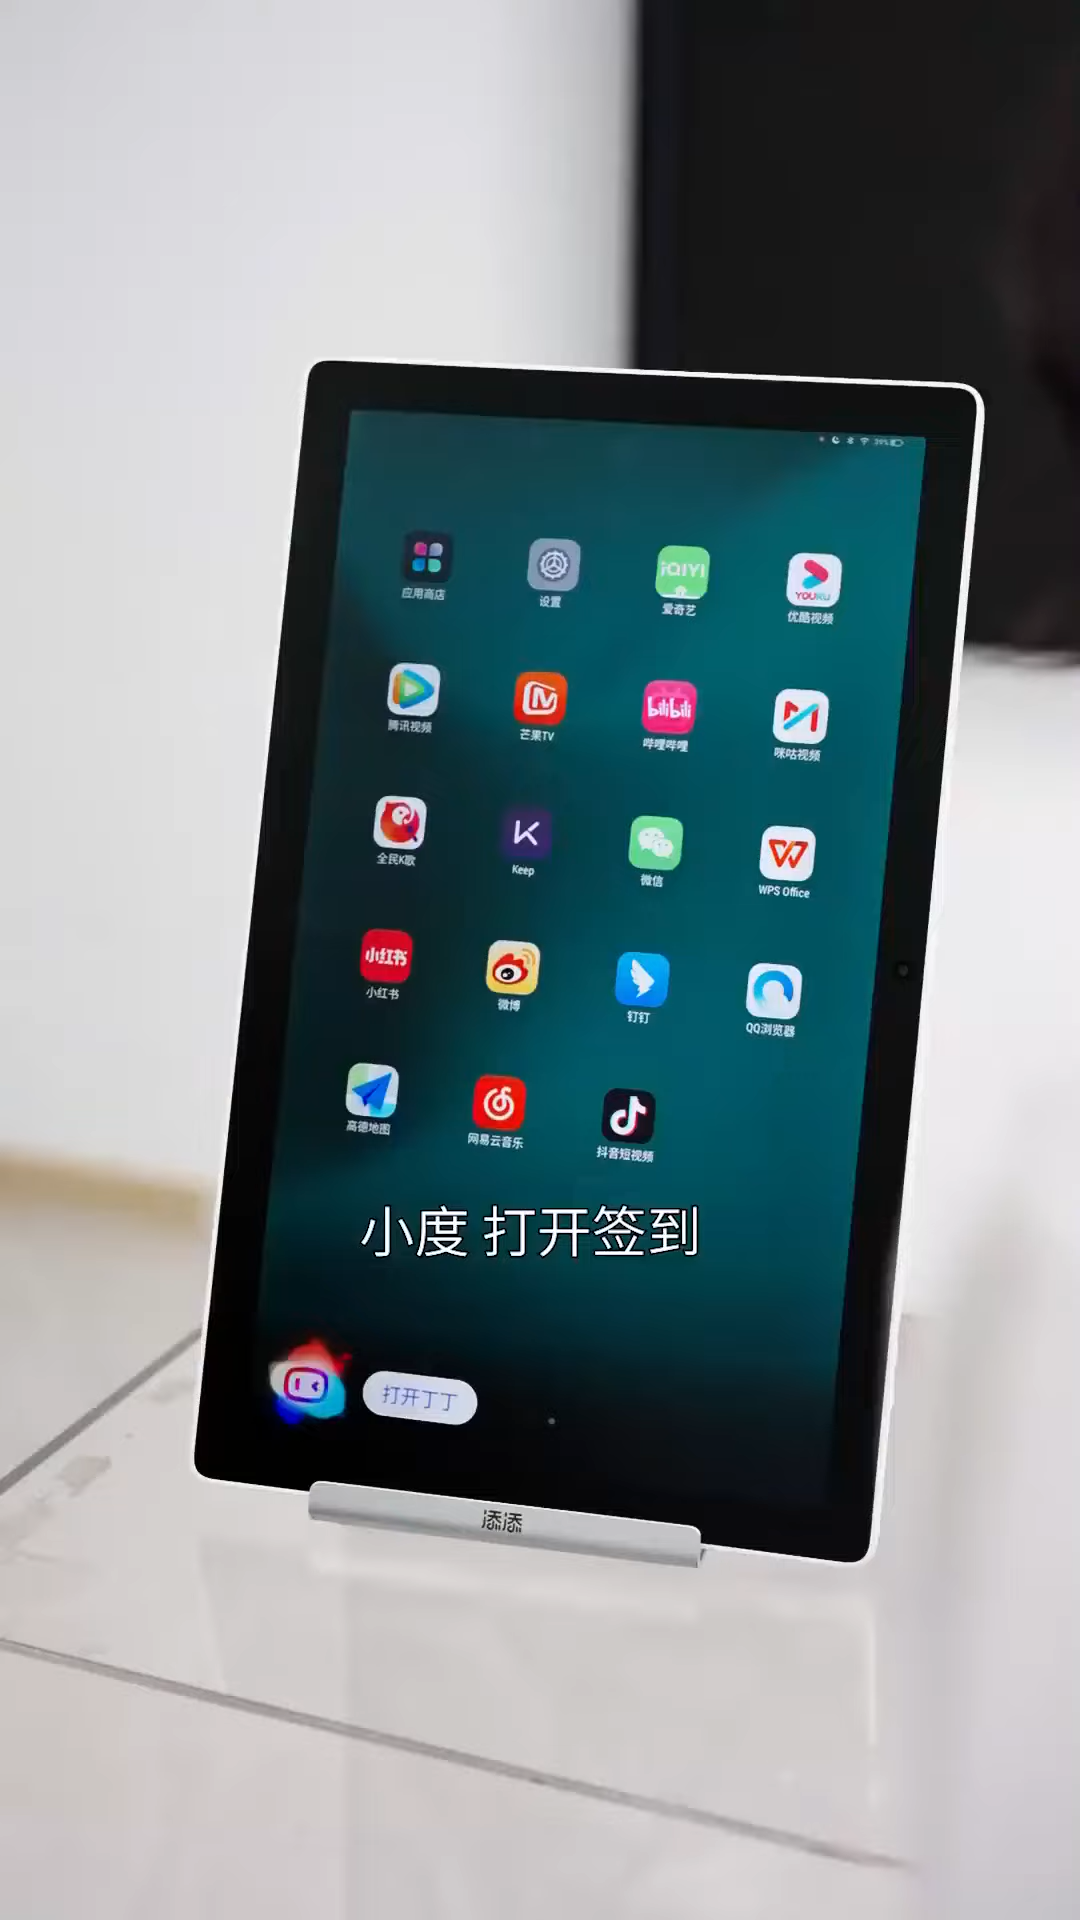 39%
应用商店
设置
iQIYI
爱奇艺
YOUKU
优酷视频
腾讯视频
芒果TV
bilibili
哔哩哔哩
咪咕视频
全民K歌
Keep
微信
WPS Office
小红书
小红书
微博
钉钉
QQ浏览器
高德地图
网易云音乐
抖音短视频
小度 打开签到
打开丁丁
添添